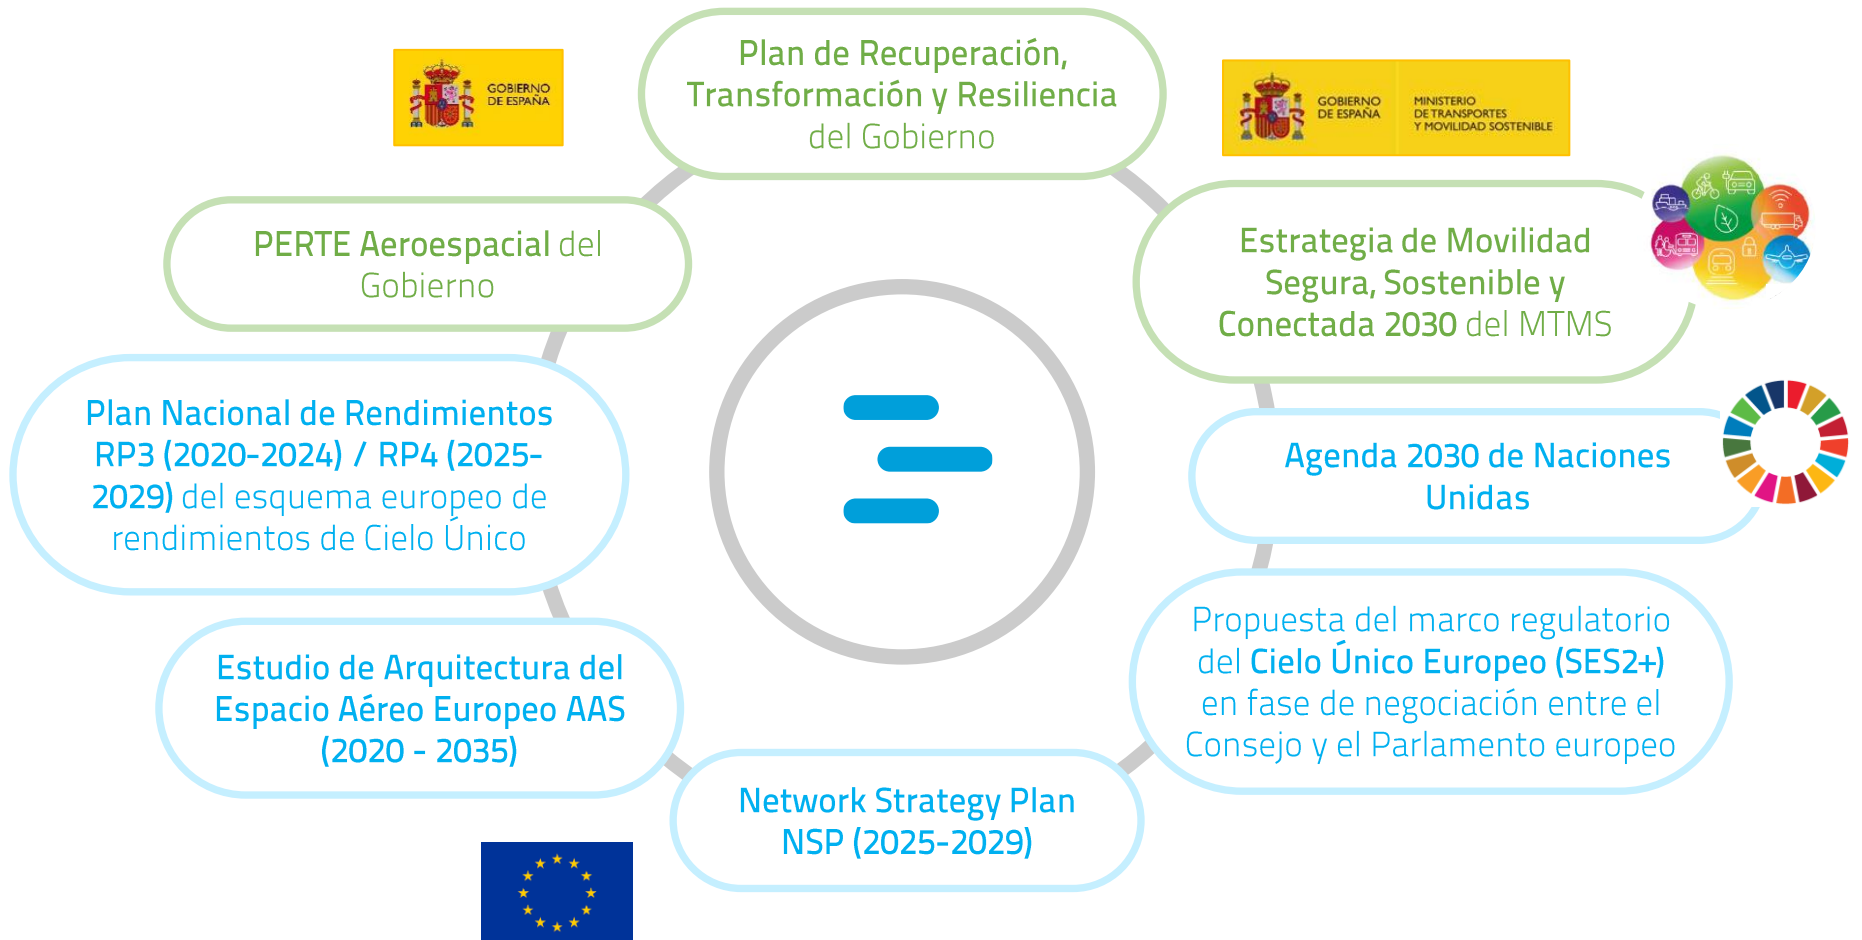 Plan de Recuperación,
Transformación y Resiliencia
del Gobierno
GOBIERNO
DE ESPAÑA
GOBIERNO
DE ESPAÑA
MINISTERIO
DE TRANSPORTES
Y MOVILIDAD SOSTENIBLE
PERTE Aeroespacial del
Gobierno
Estrategia de Movilidad
Segura, Sostenible y
Conectada 2030 del MTMS
Plan Nacional de Rendimientos
RP3 (2020-2024) / RP4 (2025-
2029) del esquema europeo de
rendimientos de Cielo Único
Agenda 2030 de Naciones
Unidas
Estudio de Arquitectura del
Espacio Aéreo Europeo AAS
(2020 - 2035)
Propuesta del marco regulatorio
del Cielo Único Europeo (SES2+)
en fase de negociación entre el
Consejo y el Parlamento europeo
Network Strategy Plan
NSP (2025-2029)